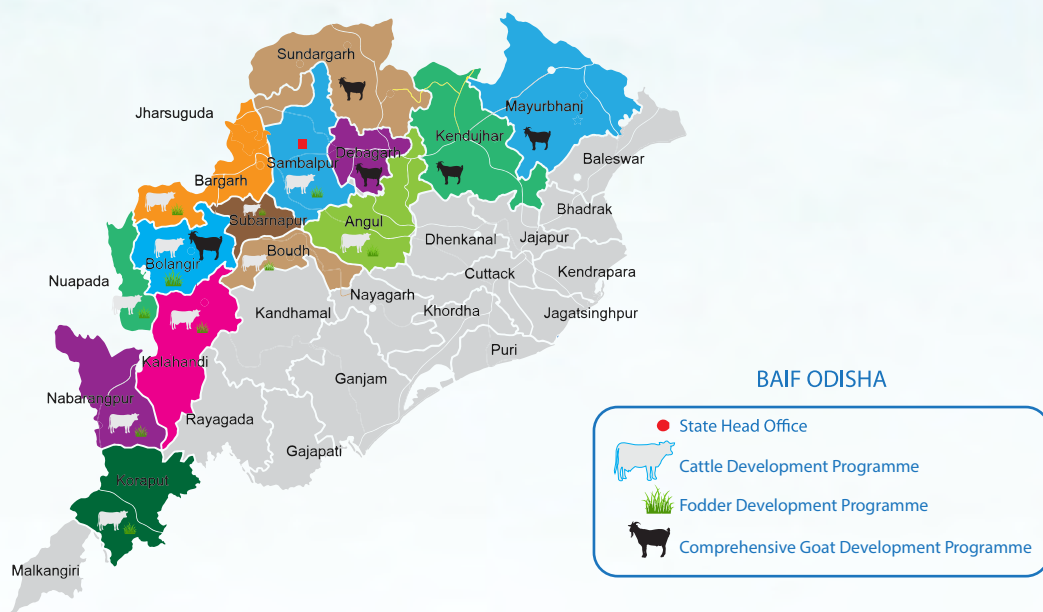 Sundargarh
Jharsuguda
Mayurbhanj
Kendujhar
Debagarh
Sambalpur
Baleswar
Bargarh
Bhadrak
Subarnapur
Angul
Dhenkanal
Jajapur
Boudh
Bolangir
Cuttack
Kendrapara
Nuapada
Nayagarh
Kandhamal
Khordha
Jagatsinghpur
Puri
Kalahandi
Ganjam
Nabarangpur
Rayagada
Gajapati
Koraput
Malkangiri
BAIF ODISHA
State Head Office
Cattle Development Programme
Fodder Development Programme
Comprehensive Goat Development Programme